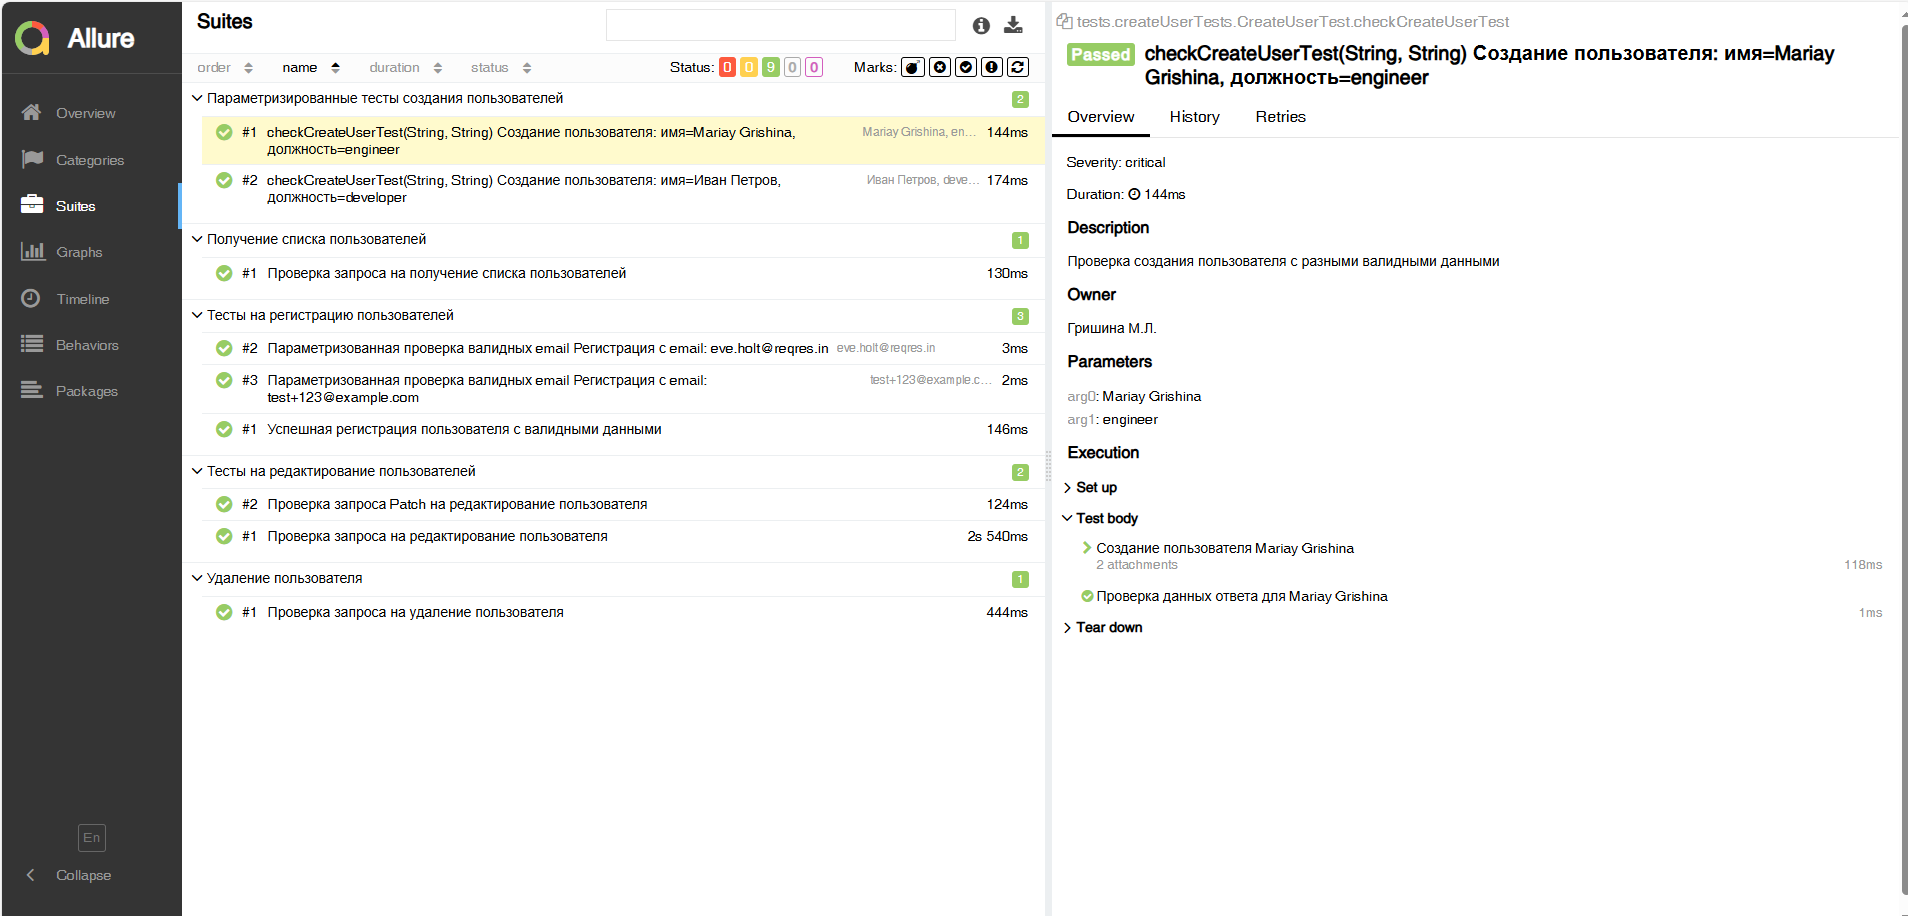 Allure
Overview
Categories
Suites
Graphs
Timeline
Behaviors
Packages
En
Collapse
Suites
order name duration status Status: 0 0 9 0 0 Marks:
Параметризированные тесты создания пользователей 2
#1 checkCreateUserTest(String, String) Создание пользователя: имя=Mariay Grishina, Mariay Grishina, en... 144ms
должность=engineer
#2 checkCreateUserTest(String, String) Создание пользователя: имя=Иван Петров, Иван Петров, deve... 174ms
должность=developer
Получение списка пользователей 1
#1 Проверка запроса на получение списка пользователей 130ms
Тесты на регистрацию пользователей 3
#2 Параметризованная проверка валидных email Регистрация с email: eve.holt@reqres.in eve.holt@reqres.in 3ms
#3 Параметризованная проверка валидных email Регистрация с email: test+123@example.c... 2ms
test+123@example.com
#1 Успешная регистрация пользователя с валидными данными 146ms
Тесты на редактирование пользователей 2
#2 Проверка запроса Patch на редактирование пользователя 124ms
#1 Проверка запроса на редактирование пользователя 2s 540ms
Удаление пользователя 1
#1 Проверка запроса на удаление пользователя 444ms
tests.createUserTests.CreateUserTest.checkCreateUserTest
Passed checkCreateUserTest(String, String) Создание пользователя: имя=Mariay
Grishina, должность=engineer
Overview History Retries
Severity: critical
Duration: 144ms
Description
Проверка создания пользователя с разными валидными данными
Owner
Гришина М.Л.
Parameters
arg0: Mariay Grishina
arg1: engineer
Execution
Set up
Test body
Создание пользователя Mariay Grishina
2 attachments 118ms
Проверка данных ответа для Mariay Grishina
1ms
Tear down